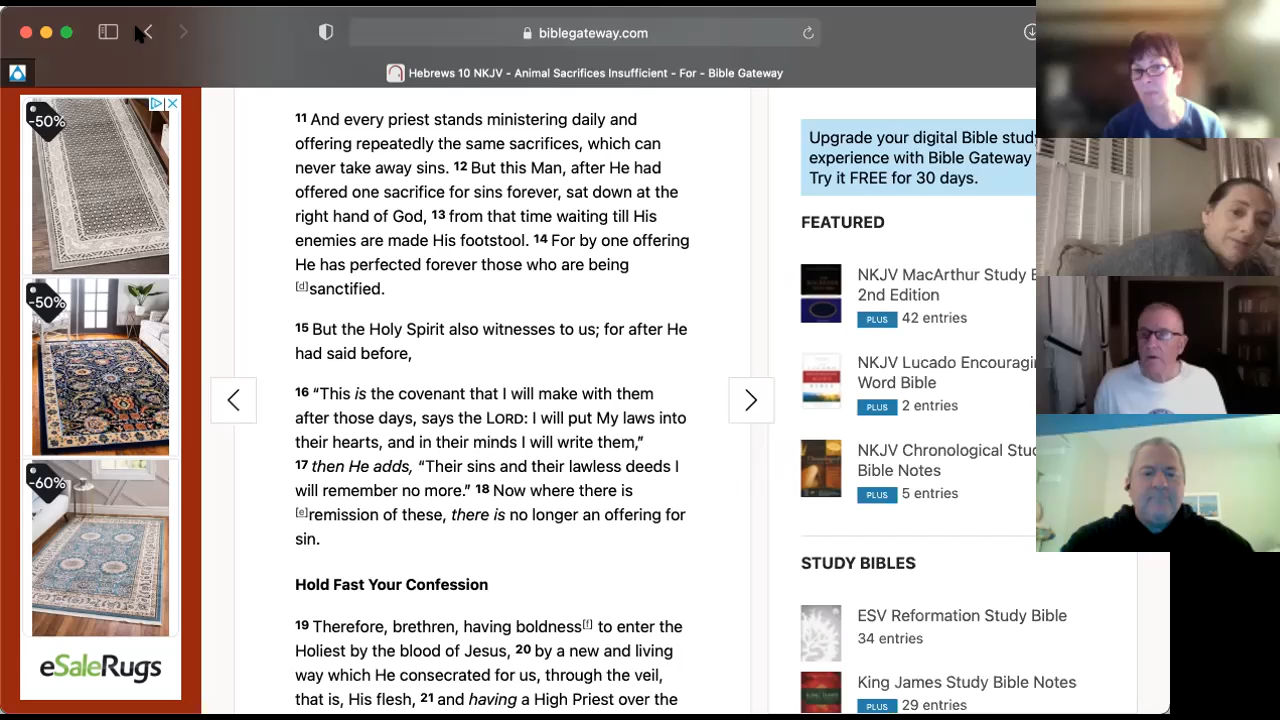 biblegateway.com
Hebrews 10 NKJV - Animal Sacrifices Insufficient - For - Bible Gateway
-50%
-50%
-60%
eSaleRugs
11 And every priest stands ministering daily and
offering repeatedly the same sacrifices, which can
never take away sins. 12 But this Man, after He had
offered one sacrifice for sins forever, sat down at the
right hand of God, 13 from that time waiting till His
enemies are made His footstool. 14 For by one offering
He has perfected forever those who are being
[d]sanctified.
15 But the Holy Spirit also witnesses to us; for after He
had said before,
16 “This is the covenant that I will make with them
after those days, says the LORD: I will put My laws into
their hearts, and in their minds I will write them,”
17 then He adds, “Their sins and their lawless deeds I
will remember no more.” 18 Now where there is
[e]remission of these, there is no longer an offering for
sin.
Hold Fast Your Confession
19 Therefore, brethren, having boldness[f] to enter the
Holiest by the blood of Jesus, 20 by a new and living
way which He consecrated for us, through the veil,
that is, His flesh, 21 and having a High Priest over the
Upgrade your digital Bible study
experience with Bible Gateway
Try it FREE for 30 days.
FEATURED
NKJV MacArthur Study
2nd Edition
PLUS 42 entries
NKJV Lucado
Word Bible
PLUS 2 entries
NKJV Chronological
Bible Notes
PLUS 5 entries
STUDY BIBLES
ESV Reformation Study Bible
34 entries
King James Study Bible Notes
PLUS 29 entries